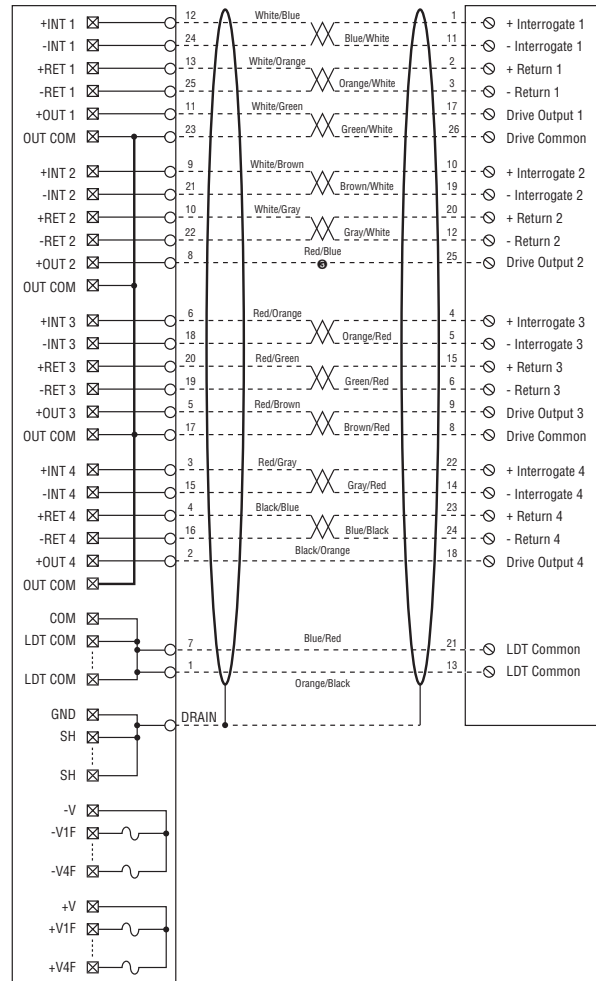 +INT 1 12 White/Blue 1 + Interrogate 1
-INT 1 24 Blue/White 11 - Interrogate 1
+RET 1 13 White/Orange 2 + Return 1
-RET 1 25 Orange/White 3 - Return 1
+OUT 1 11 White/Green 17 Drive Output 1
OUT COM 23 Green/White 26 Drive Common
+INT 2 9 White/Brown 10 + Interrogate 2
-INT 2 21 Brown/White 19 - Interrogate 2
+RET 2 10 White/Gray 20 + Return 2
-RET 2 22 Gray/White 12 - Return 2
+OUT 2 8 Red/Blue 25 Drive Output 2
OUT COM
+INT 3 6 Red/Orange 4 + Interrogate 3
-INT 3 18 Orange/Red 5 - Interrogate 3
+RET 3 20 Red/Green 15 + Return 3
-RET 3 19 Green/Red 6 - Return 3
+OUT 3 5 Red/Brown 9 Drive Output 3
OUT COM 17 Brown/Red 8 Drive Common
+INT 4 3 Red/Gray 22 + Interrogate 4
-INT 4 15 Gray/Red 14 - Interrogate 4
+RET 4 4 Black/Blue 23 + Return 4
-RET 4 16 Blue/Black 24 - Return 4
+OUT 4 2 Black/Orange 18 Drive Output 4
OUT COM
COM
LDT COM 7 Blue/Red 21 LDT Common
LDT COM 1 Orange/Black 13 LDT Common
GND DRAIN
SH
SH
-V
-V1F
-V4F
+V
+V1F
+V4F